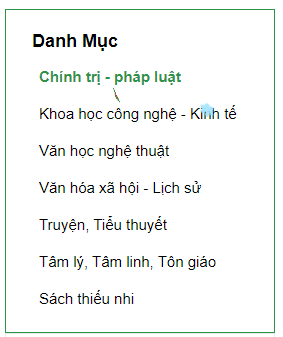 Danh Mục
Chính trị - pháp luật
Khoa học công nghệ - Kinh tế
Văn học nghệ thuật
Văn hóa xã hội - Lịch sử
Truyện, Tiểu thuyết
Tâm lý, Tâm linh, Tôn giáo
Sách thiếu nhi